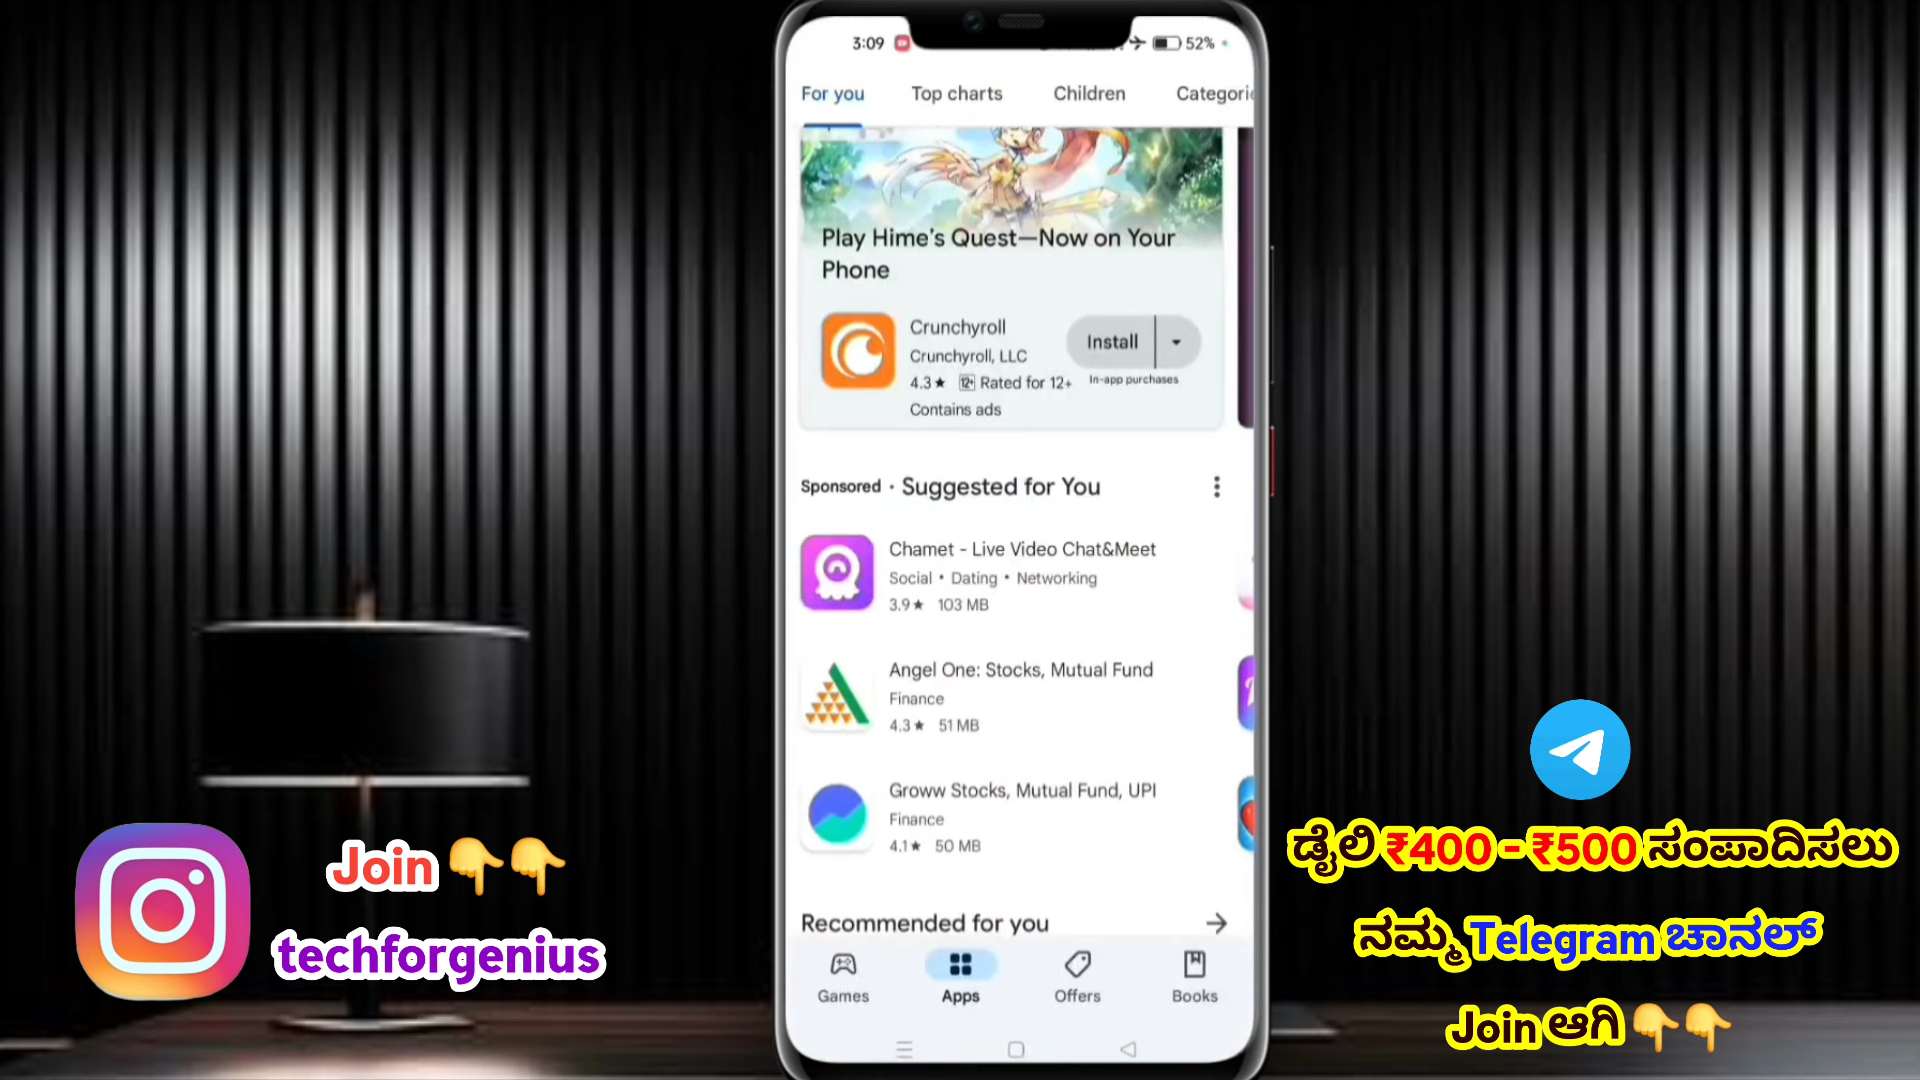 3:09
52%
For you
Top charts
Children
Categorie
Play Hime's Quest—Now on Your
Phone
Crunchyroll
Crunchyroll, LLC
4.3★ 12+ Rated for 12+
Contains ads
Install
In-app purchases
Sponsored · Suggested for You
Chamet - Live Video Chat&Meet
Social • Dating • Networking
3.9★ 103 MB
Angel One: Stocks, Mutual Fund
Finance
4.3★ 51 MB
Groww Stocks, Mutual Fund, UPI
Finance
4.1★ 50 MB
Recommended for you
Games
Apps
Offers
Books
Join 👇👇
techforgenius
ಡೈಲಿ ₹400 - ₹500 ಸಂಪಾದಿಸಲು
ನಮ್ಮ Telegram ಚಾನಲ್
Join ಆಗಿ 👇👇